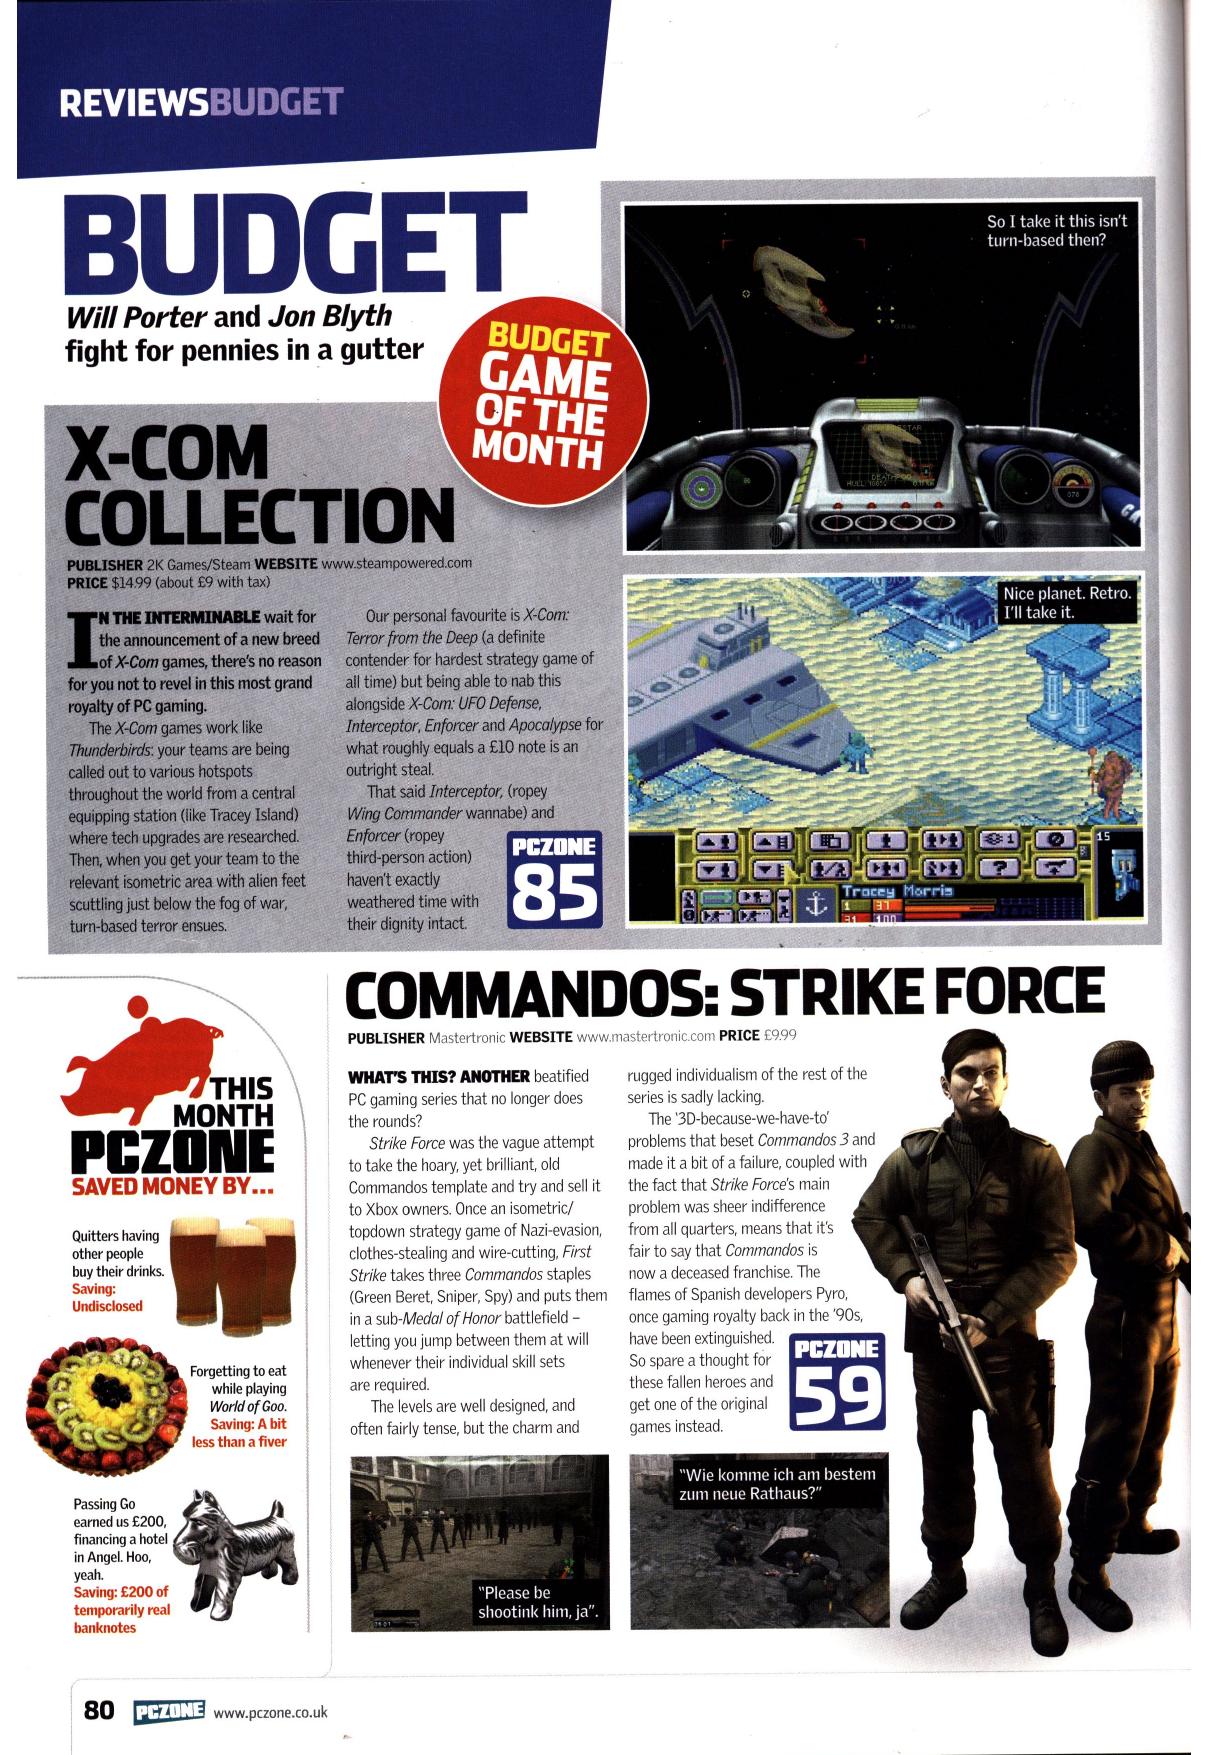 REVIEWSBUDGET
BUDGET
Will Porter and Jon Blyth
fight for pennies in a gutter
BUDGET
GAME
OF THE
MONTH
So I take it this isn't
turn-based then?
X-COM
COLLECTION
PUBLISHER 2K Games/Steam WEBSITE www.steampowered.com
PRICE $14.99 (about £9 with tax)
IN THE INTERMINABLE wait for
the announcement of a new breed
of X-Com games, there's no reason
for you not to revel in this most grand
royalty of PC gaming.
The X-Com games work like
Thunderbirds: your teams are being
called out to various hotspots
throughout the world from a central
equipping station (like Tracey Island)
where tech upgrades are researched.
Then, when you get your team to the
relevant isometric area with alien feet
scuttling just below the fog of war,
turn-based terror ensues.
Our personal favourite is X-Com:
Terror from the Deep (a definite
contender for hardest strategy game of
all time) but being able to nab this
alongside X-Com: UFO Defense,
Interceptor, Enforcer and Apocalypse for
what roughly equals a £10 note is an
outright steal.
That said Interceptor, (ropey
Wing Commander wannabe) and
Enforcer (ropey
third-person action)
haven't exactly
weathered time with
their dignity intact.
PCZONE
85
Nice planet. Retro.
I'll take it.
1
?
15
Tracey Morris
1 37
31 100
THIS
MONTH
PCZONE
SAVED MONEY BY...
Quitters having
other people
buy their drinks.
Saving:
Undisclosed
Forgetting to eat
while playing
World of Goo.
Saving: A bit
less than a fiver
Passing Go
earned us £200,
financing a hotel
in Angel. Hoo,
yeah.
Saving: £200 of
temporarily real
banknotes
COMMANDOS: STRIKE FORCE
PUBLISHER Mastertronic WEBSITE www.mastertronic.com PRICE £9.99
WHAT'S THIS? ANOTHER beatified
PC gaming series that no longer does
the rounds?
Strike Force was the vague attempt
to take the hoary, yet brilliant, old
Commandos template and try and sell it
to Xbox owners. Once an isometric/
topdown strategy game of Nazi-evasion,
clothes-stealing and wire-cutting, First
Strike takes three Commandos staples
(Green Beret, Sniper, Spy) and puts them
in a sub-Medal of Honor battlefield –
letting you jump between them at will
whenever their individual skill sets
are required.
The levels are well designed, and
often fairly tense, but the charm and
rugged individualism of the rest of the
series is sadly lacking.
The '3D-because-we-have-to'
problems that beset Commandos 3 and
made it a bit of a failure, coupled with
the fact that Strike Force's main
problem was sheer indifference
from all quarters, means that it's
fair to say that Commandos is
now a deceased franchise. The
flames of Spanish developers Pyro,
once gaming royalty back in the '90s,
have been extinguished.
So spare a thought for
these fallen heroes and
get one of the original
games instead.
PCZONE
59
"Please be
shootink him, ja".
"Wie komme ich am bestem
zum neue Rathaus?"
80 PCZONE www.pczone.co.uk